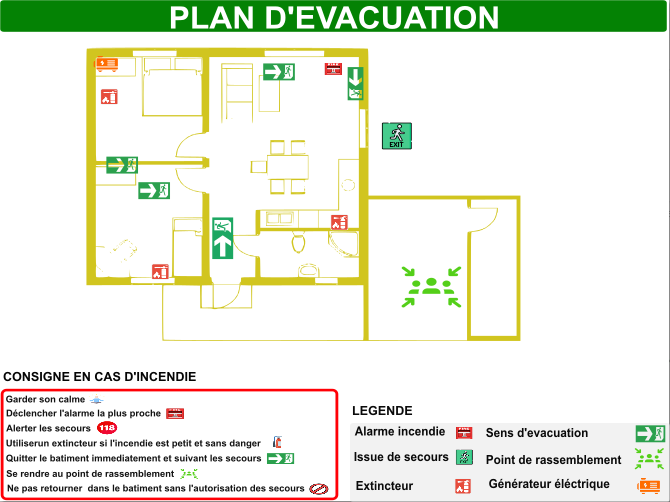 PLAN D'EVACUATION
EXIT
CONSIGNE EN CAS D'INCENDIE
Garder son calme
Déclencher l'alarme la plus proche
Alerter les secours 118
Utiliserun extincteur si l'incendie est petit et sans danger
Quitter le batiment immediatement et suivant les secours
Se rendre au point de rassemblement
Ne pas retourner dans le batiment sans l'autorisation des secours
LEGENDE
Alarme incendie
Sens d'evacuation
Issue de secours
Point de rassemblement
Extincteur
Générateur éléctrique